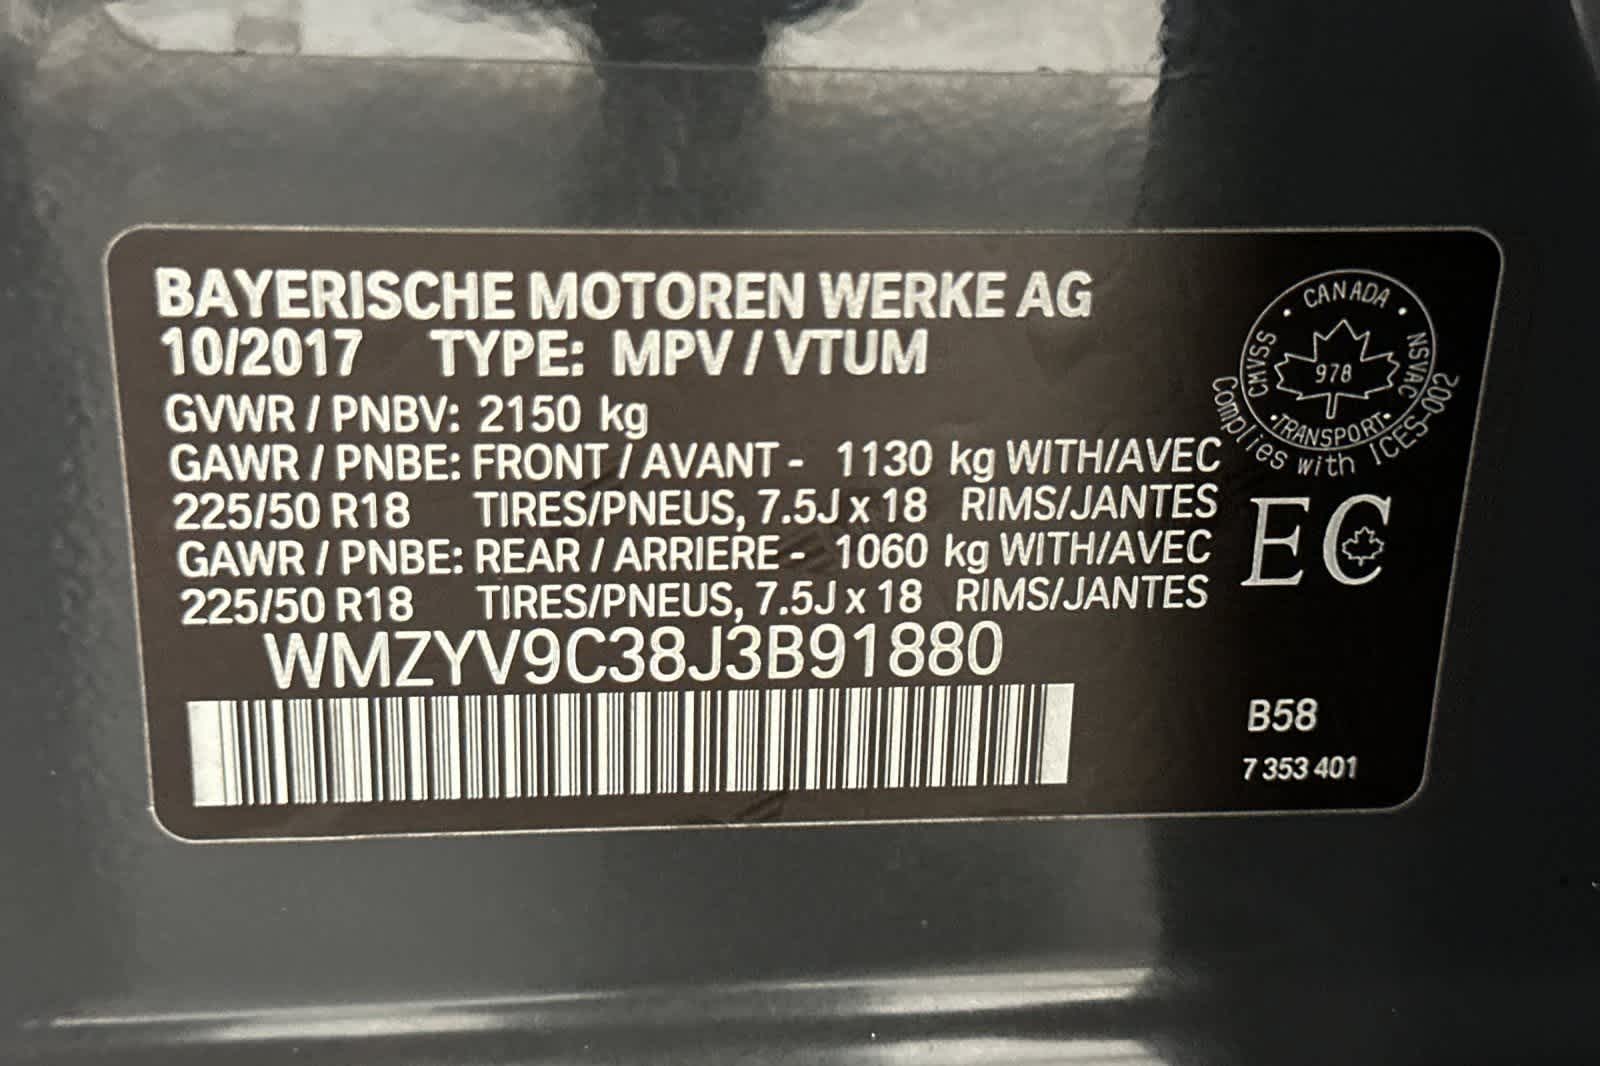 BAYERISCHE MOTOREN WERKE AG
10/2017 TYPE: MPV / VTUM
GVWR / PNBV: 2150 kg
GAWR / PNBE: FRONT / AVANT - 1130 kg WITH/AVEC
225/50 R18 TIRES/PNEUS, 7.5J x 18 RIMS/JANTES
GAWR / PNBE: REAR / ARRIERE - 1060 kg WITH/AVEC
225/50 R18 TIRES/PNEUS, 7.5J x 18 RIMS/JANTES
WMZYV9C38J3B91880
CANADA
CMVSS
NSVAC
978
TRANSPORT
Complies with ICES-002
EC
B58
7 353 401